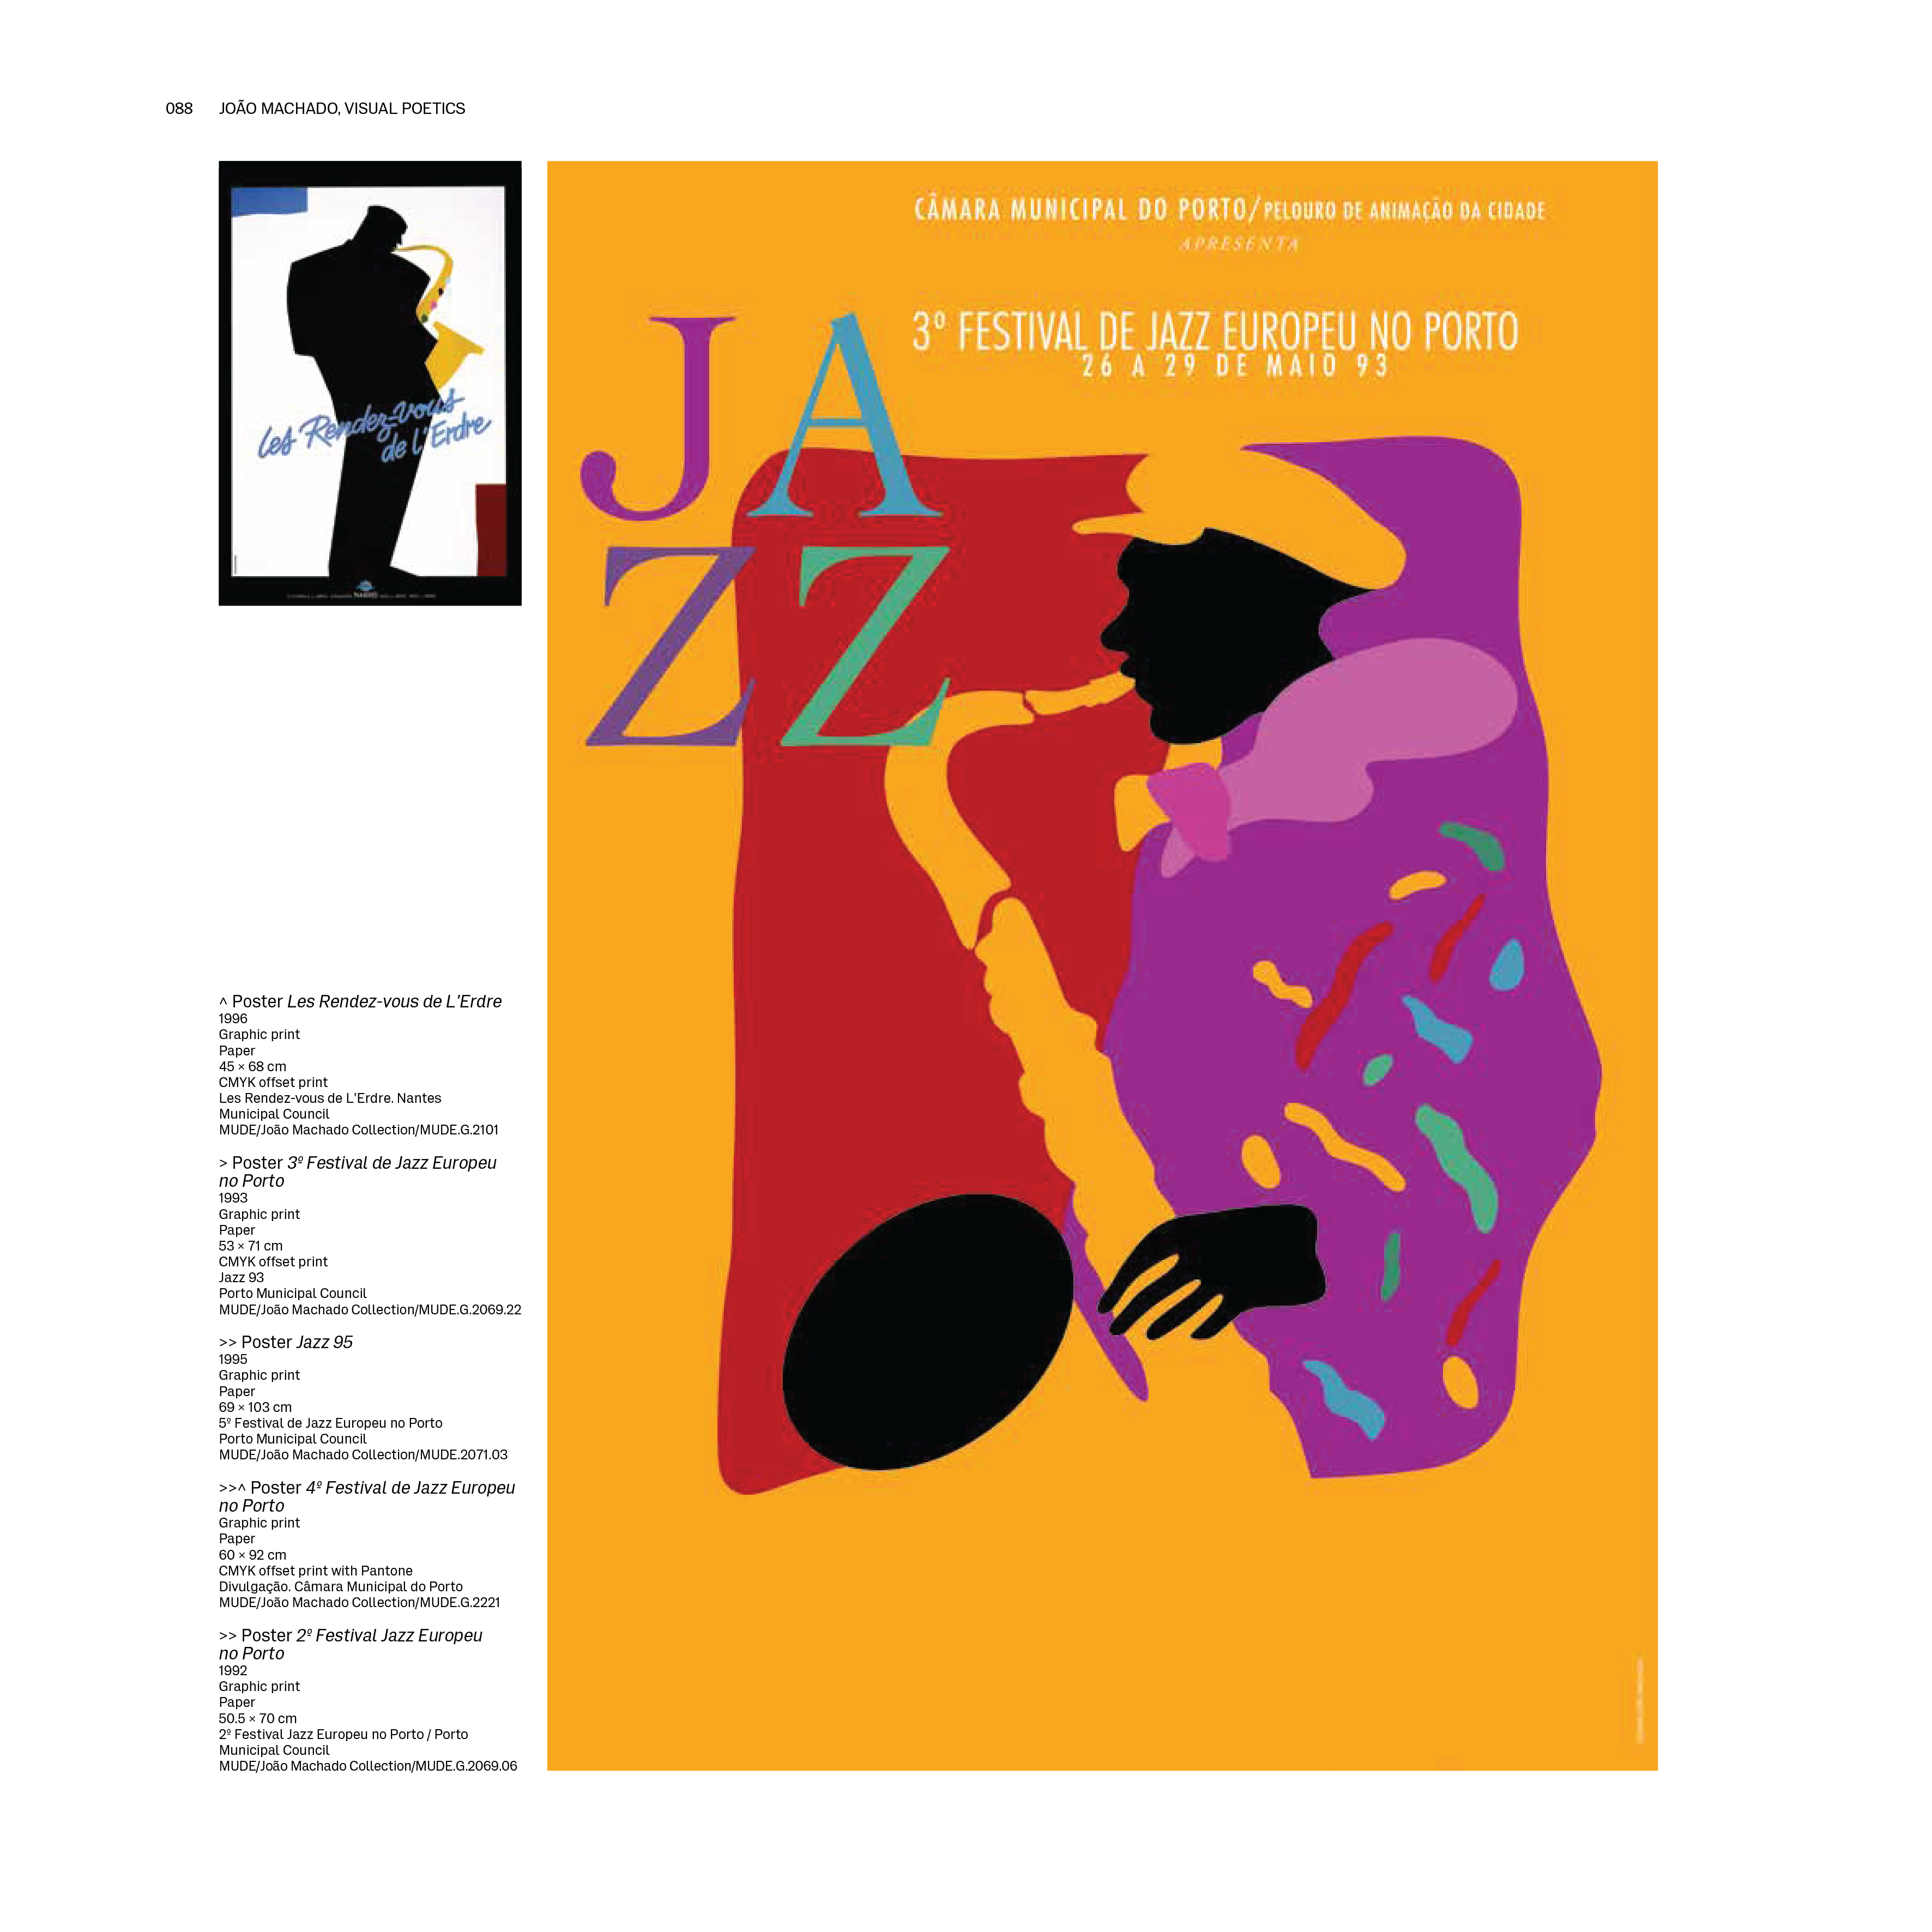 088 JOÃO MACHADO, VISUAL POETICS
Les Rendez-vous
de L'Erdre
NANTES
CÂMARA MUNICIPAL DO PORTO/PELOURO DE ANIMAÇÃO DA CIDADE
APRESENTA
3º FESTIVAL DE JAZZ EUROPEU NO PORTO
26 A 29 DE MAIO 93
JA
ZZ
^ Poster Les Rendez-vous de L'Erdre
1996
Graphic print
Paper
45 × 68 cm
CMYK offset print
Les Rendez-vous de L'Erdre. Nantes
Municipal Council
MUDE/João Machado Collection/MUDE.G.2101
> Poster 3º Festival de Jazz Europeu
no Porto
1993
Graphic print
Paper
53 × 71 cm
CMYK offset print
Jazz 93
Porto Municipal Council
MUDE/João Machado Collection/MUDE.G.2069.22
>> Poster Jazz 95
1995
Graphic print
Paper
69 × 103 cm
5º Festival de Jazz Europeu no Porto
Porto Municipal Council
MUDE/João Machado Collection/MUDE.2071.03
>>^ Poster 4º Festival de Jazz Europeu
no Porto
Graphic print
Paper
60 × 92 cm
CMYK offset print with Pantone
Divulgação. Câmara Municipal do Porto
MUDE/João Machado Collection/MUDE.G.2221
>> Poster 2º Festival Jazz Europeu
no Porto
1992
Graphic print
Paper
50.5 × 70 cm
2º Festival Jazz Europeu no Porto / Porto
Municipal Council
MUDE/João Machado Collection/MUDE.G.2069.06